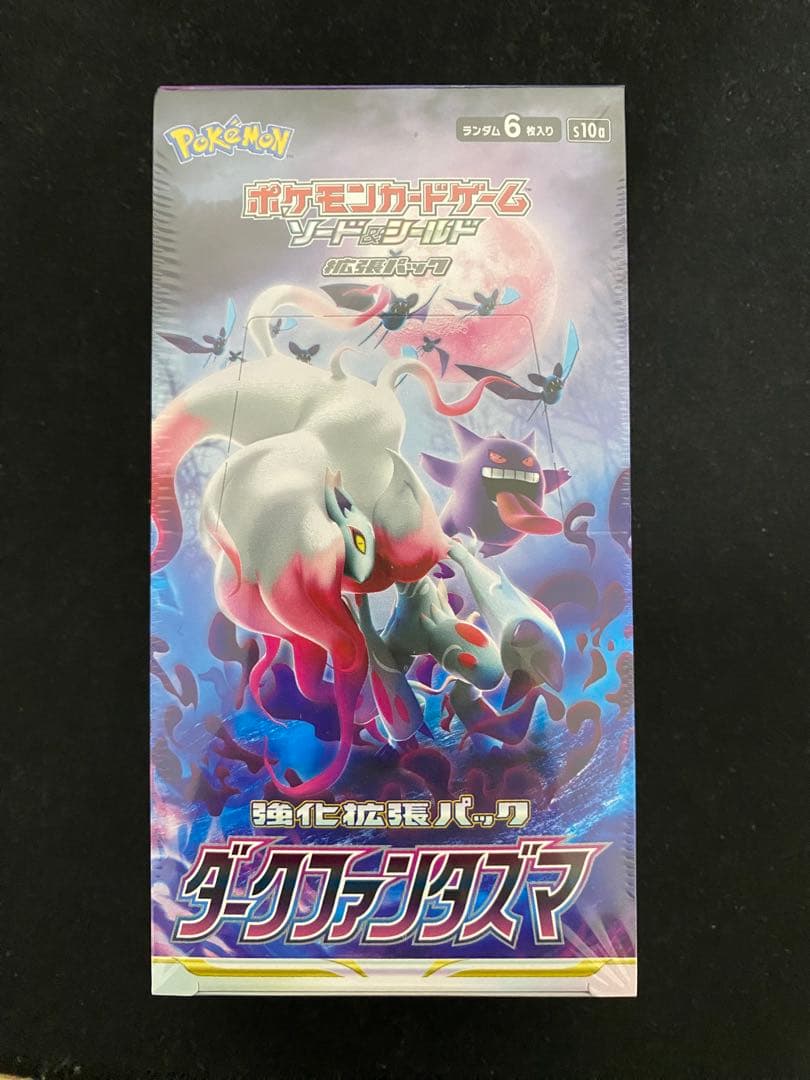 POKéMON
ランダム6枚入り s10a
ポケモンカードゲーム
ソード&シールド
拡張パック
強化拡張パック
ダークファンタズマ